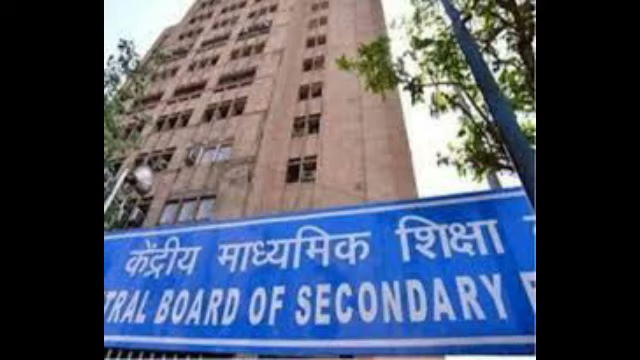 केंद्रीय माध्यमिक शिक्षा
TRAL BOARD OF SECONDARY E